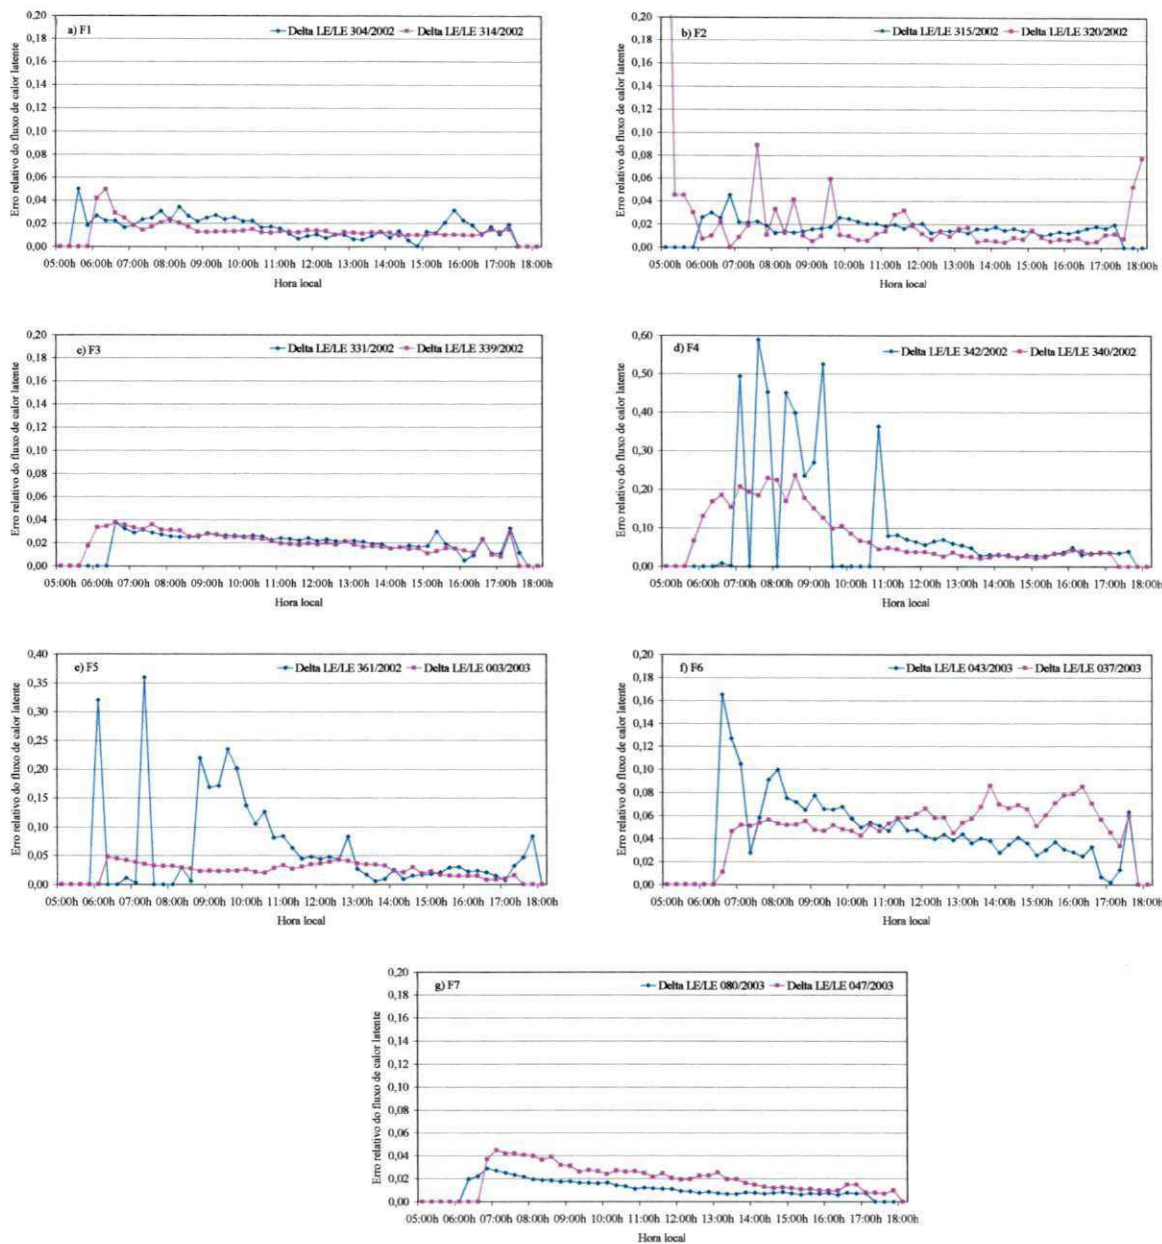 a) F1
Delta LE/LE 304/2002 Delta LE/LE 314/2002
Erro relativo do fluxo de calor latente
0,20
0,18
0,16
0,14
0,12
0,10
0,08
0,06
0,04
0,02
0,00
05:00h 06:00h 07:00h 08:00h 09:00h 10:00h 11:00h 12:00h 13:00h 14:00h 15:00h 16:00h 17:00h 18:00h
Hora local
b) F2
Delta LE/LE 315/2002 Delta LE/LE 320/2002
Erro relativo do fluxo de calor latente
0,20
0,18
0,16
0,14
0,12
0,10
0,08
0,06
0,04
0,02
0,00
05:00h 06:00h 07:00h 08:00h 09:00h 10:00h 11:00h 12:00h 13:00h 14:00h 15:00h 16:00h 17:00h 18:00h
Hora local
c) F3
Delta LE/LE 331/2002 Delta LE/LE 339/2002
Erro relativo do fluxo de calor latente
0,20
0,18
0,16
0,14
0,12
0,10
0,08
0,06
0,04
0,02
0,00
05:00h 06:00h 07:00h 08:00h 09:00h 10:00h 11:00h 12:00h 13:00h 14:00h 15:00h 16:00h 17:00h 18:00h
Hora local
d) F4
Delta LE/LE 342/2002 Delta LE/LE 340/2002
Erro relativo do fluxo de calor latente
0,60
0,50
0,40
0,30
0,20
0,10
0,00
05:00h 06:00h 07:00h 08:00h 09:00h 10:00h 11:00h 12:00h 13:00h 14:00h 15:00h 16:00h 17:00h 18:00h
Hora local
e) F5
Delta LE/LE 361/2002 Delta LE/LE 003/2003
Erro relativo do fluxo de calor latente
0,40
0,35
0,30
0,25
0,20
0,15
0,10
0,05
0,00
05:00h 06:00h 07:00h 08:00h 09:00h 10:00h 11:00h 12:00h 13:00h 14:00h 15:00h 16:00h 17:00h 18:00h
Hora local
f) F6
Delta LE/LE 043/2003 Delta LE/LE 037/2003
Erro relativo do fluxo de calor latente
0,20
0,18
0,16
0,14
0,12
0,10
0,08
0,06
0,04
0,02
0,00
05:00h 06:00h 07:00h 08:00h 09:00h 10:00h 11:00h 12:00h 13:00h 14:00h 15:00h 16:00h 17:00h 18:00h
Hora local
g) F7
Delta LE/LE 080/2003 Delta LE/LE 047/2003
Erro relativo do fluxo de calor latente
0,20
0,18
0,16
0,14
0,12
0,10
0,08
0,06
0,04
0,02
0,00
05:00h 06:00h 07:00h 08:00h 09:00h 10:00h 11:00h 12:00h 13:00h 14:00h 15:00h 16:00h 17:00h 18:00h
Hora local